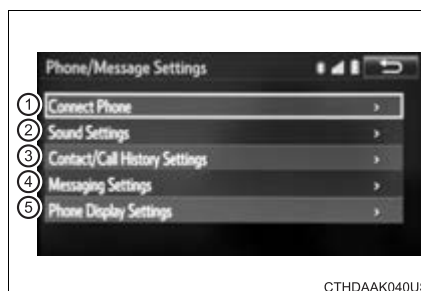 Phone/Message Settings
1 Connect Phone
2 Sound Settings
3 Contact/Call History Settings
4 Messaging Settings
5 Phone Display Settings
CTHDAAK040US